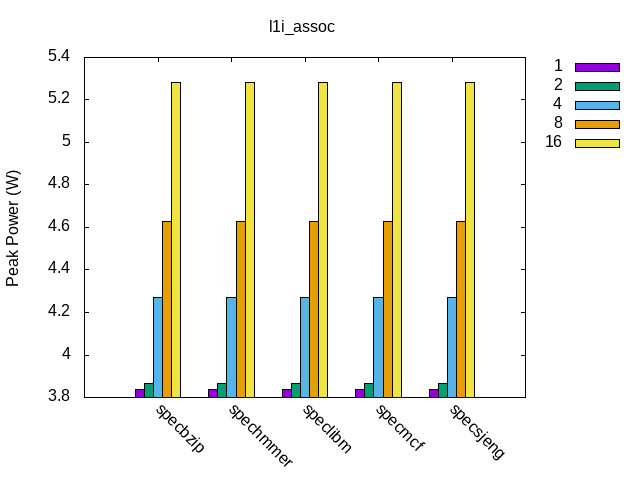 l1i_assoc
5.4
5.2
5
4.8
4.6
4.4
4.2
4
3.8
Peak Power (W)
specbzip
spechmmer
speclibm
specmcf
specsjeng
1
2
4
8
16